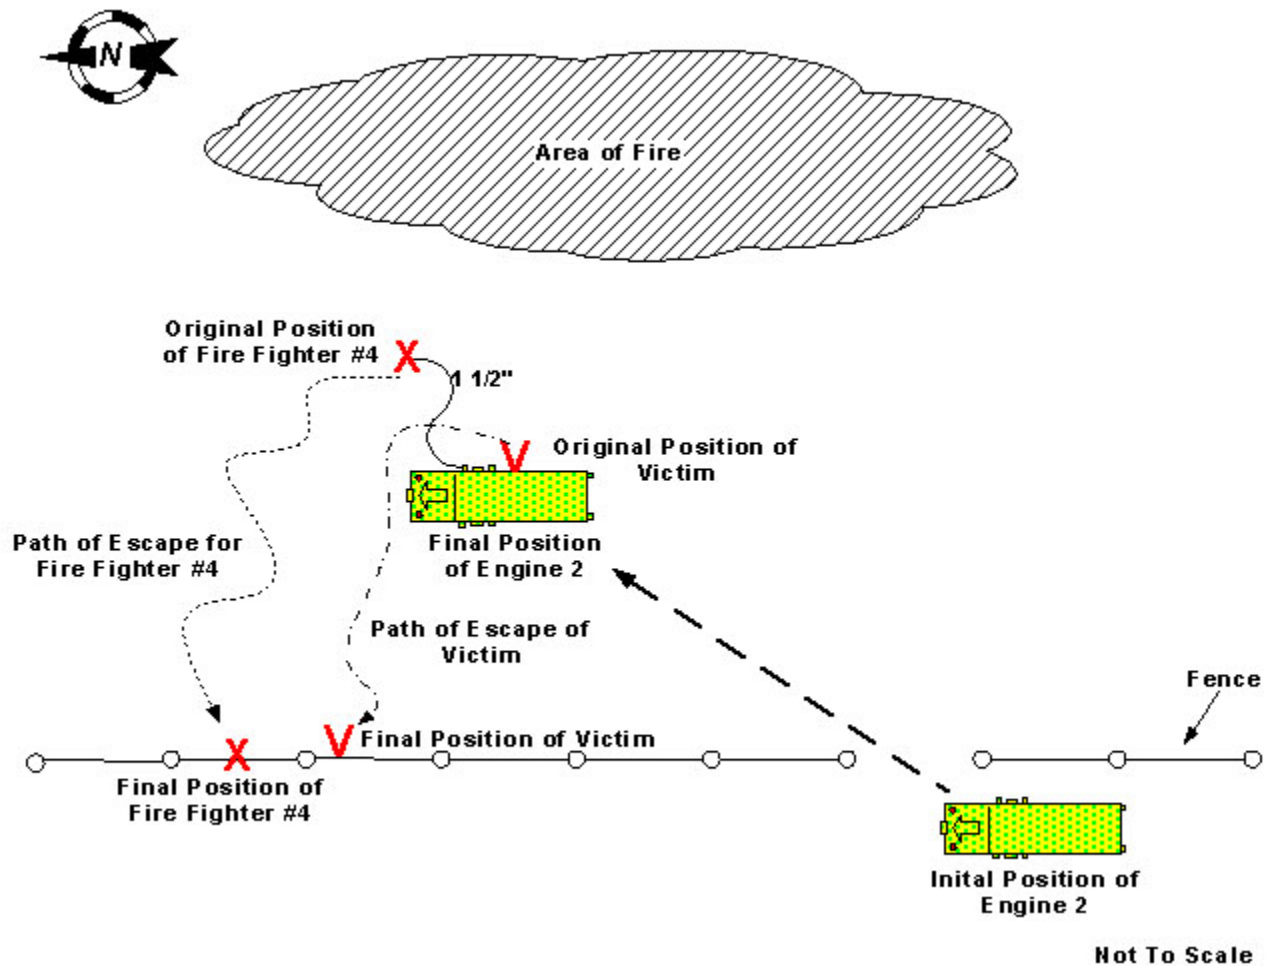 N
Area of Fire
Original Position
of Fire Fighter #4
1 1/2"
Original Position of
Victim
Path of Escape for
Fire Fighter #4
Final Position
of Engine 2
Path of Escape of
Victim
Fence
Final Position of Victim
Final Position of
Fire Fighter #4
Inital Position of
Engine 2
Not To Scale